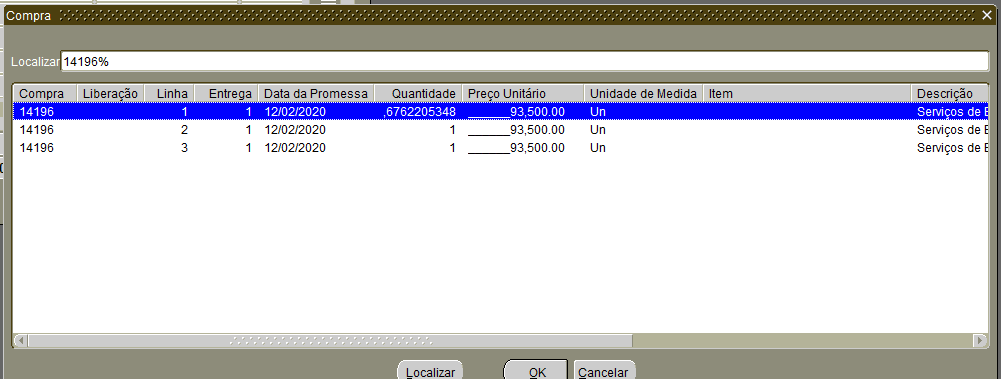 Compra
Localizar 14196%
Compra Liberação Linha Entrega Data da Promessa Quantidade Preço Unitário Unidade de Medida Item Descrição
14196 1 1 12/02/2020 ,6762205348 ______93,500.00 Un Serviços de E
14196 2 1 12/02/2020 1 ______93,500.00 Un Serviços de E
14196 3 1 12/02/2020 1 ______93,500.00 Un Serviços de E
Localizar OK Cancelar